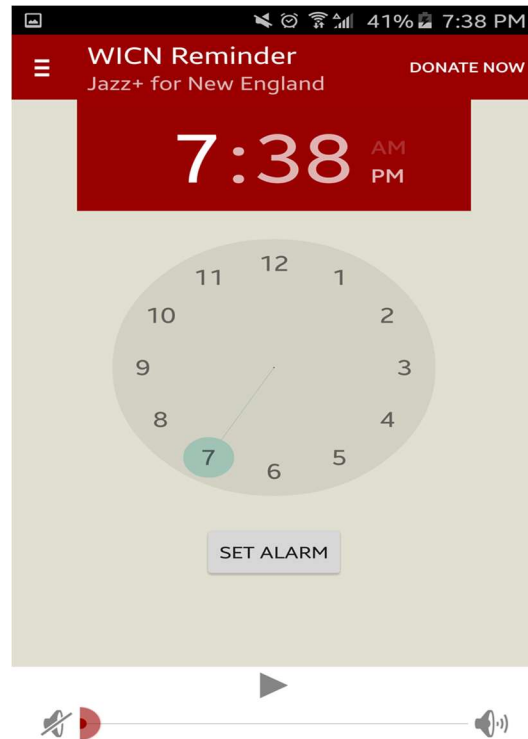 41% 7:38 PM
WICN Reminder
Jazz+ for New England
DONATE NOW
7:38 AM
PM
12
11 1
10 2
9 3
8 4
7 5
6
SET ALARM